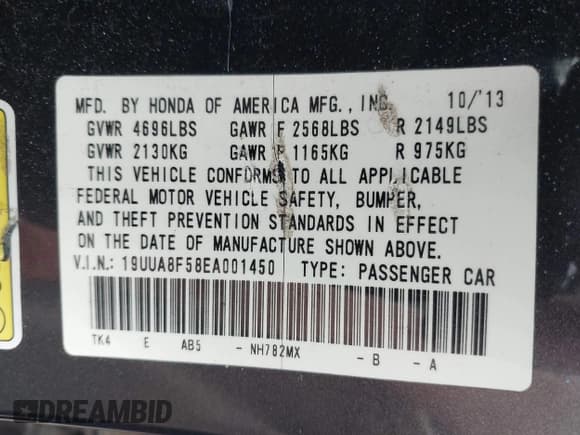 MFD. BY HONDA OF AMERICA MFG., INC. 10/'13
GVWR 4696LBS GAWR F 2568LBS R 2149LBS
GVWR 2130KG GAWR F 1165KG R 975KG
THIS VEHICLE CONFORMS TO ALL APPLICABLE
FEDERAL MOTOR VEHICLE SAFETY, BUMPER,
AND THEFT PREVENTION STANDARDS IN EFFECT
ON THE DATE OF MANUFACTURE SHOWN ABOVE.
V.I.N.: 19UUA8F58EA001450 TYPE: PASSENGER CAR
TK4 E AB5 - NH782MX - B - A
DREAMBID